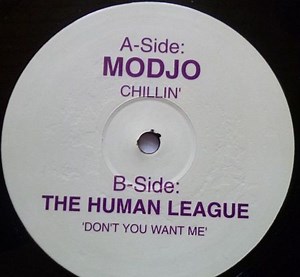 A-Side:
MODJO
CHILLIN'
B-Side:
THE HUMAN LEAGUE
'DON'T YOU WANT ME'